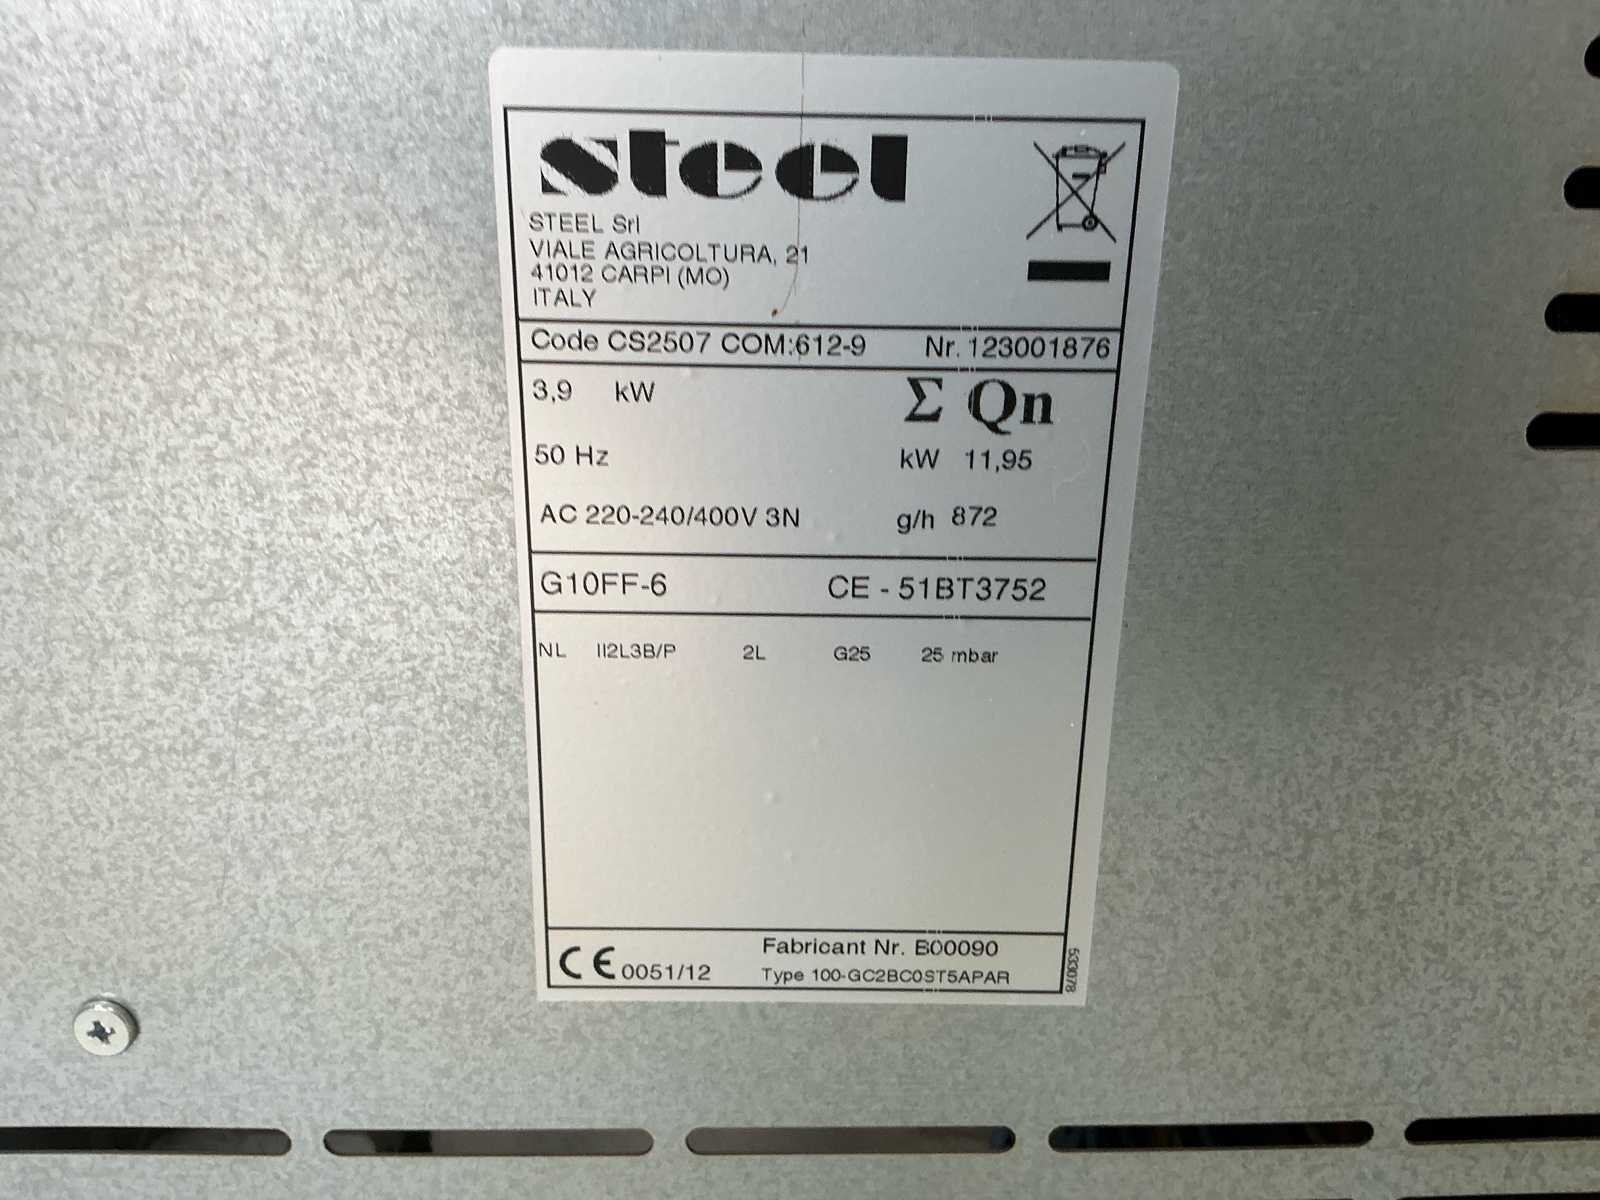 steel
STEEL Srl
VIALE AGRICOLTURA, 21
41012 CARPI (MO)
ITALY
Code CS2507 COM:612-9 Nr. 123001876
3,9 kW Σ Qn
50 Hz kW 11,95
AC 220-240/400V 3N g/h 872
G10FF-6 CE - 51BT3752
NL II2L3B/P 2L G25 25 mbar
CE 0051/12 Fabricant Nr. B00090
Type 100-GC2BC0ST5APAR
533078